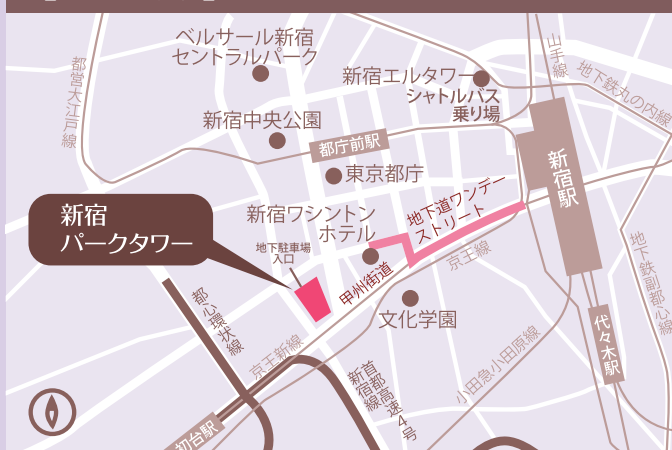 ベルサール新宿
セントラルパーク
都営大江戸線
新宿エルタワー
シャトルバス
乗り場
山手線
地下鉄丸の内線
新宿中央公園
都庁前駅
東京都庁
新宿駅
新宿
パークタワー
新宿ワシントン
ホテル
地下道ワンデー
ストリート
地下駐車場
入口
甲州街道
京王線
地下鉄副都心線
都心環状線
文化学園
代々木駅
京王新線
小田急小田原線
首都高速4号
新宿線
初台駅